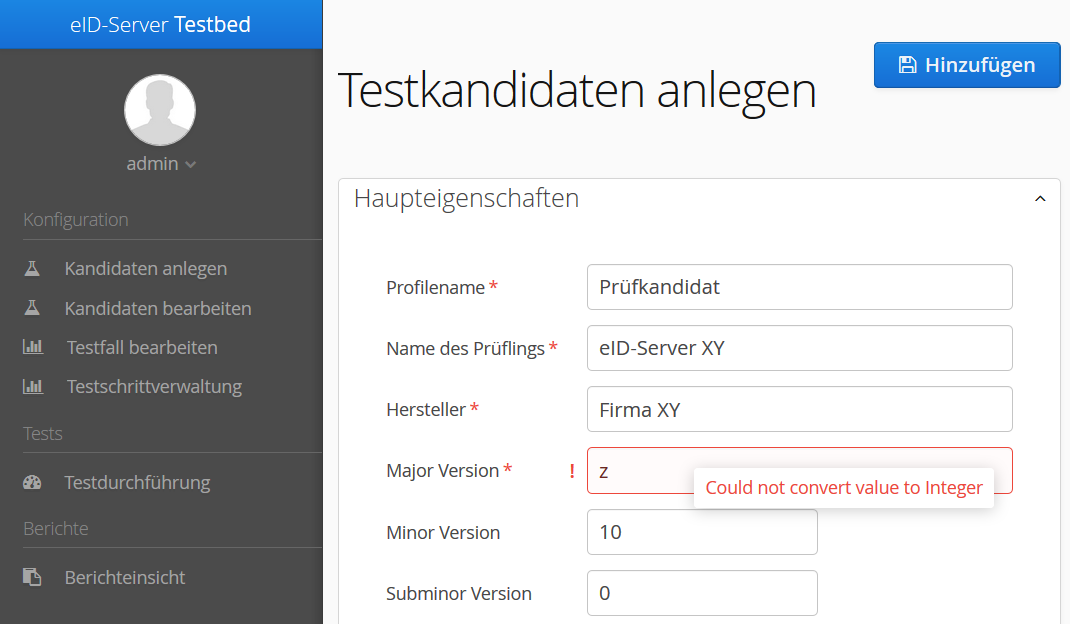 eID-Server Testbed
admin
Konfiguration
Kandidaten anlegen
Kandidaten bearbeiten
Testfall bearbeiten
Testschrittverwaltung
Tests
Testdurchführung
Berichte
Berichteinsicht
Testkandidaten anlegen
Hinzufügen
Haupteigenschaften
Profilename * Prüfkandidat
Name des Prüflings * eID-Server XY
Hersteller * Firma XY
Major Version * ! z
Could not convert value to Integer
Minor Version 10
Subminor Version 0